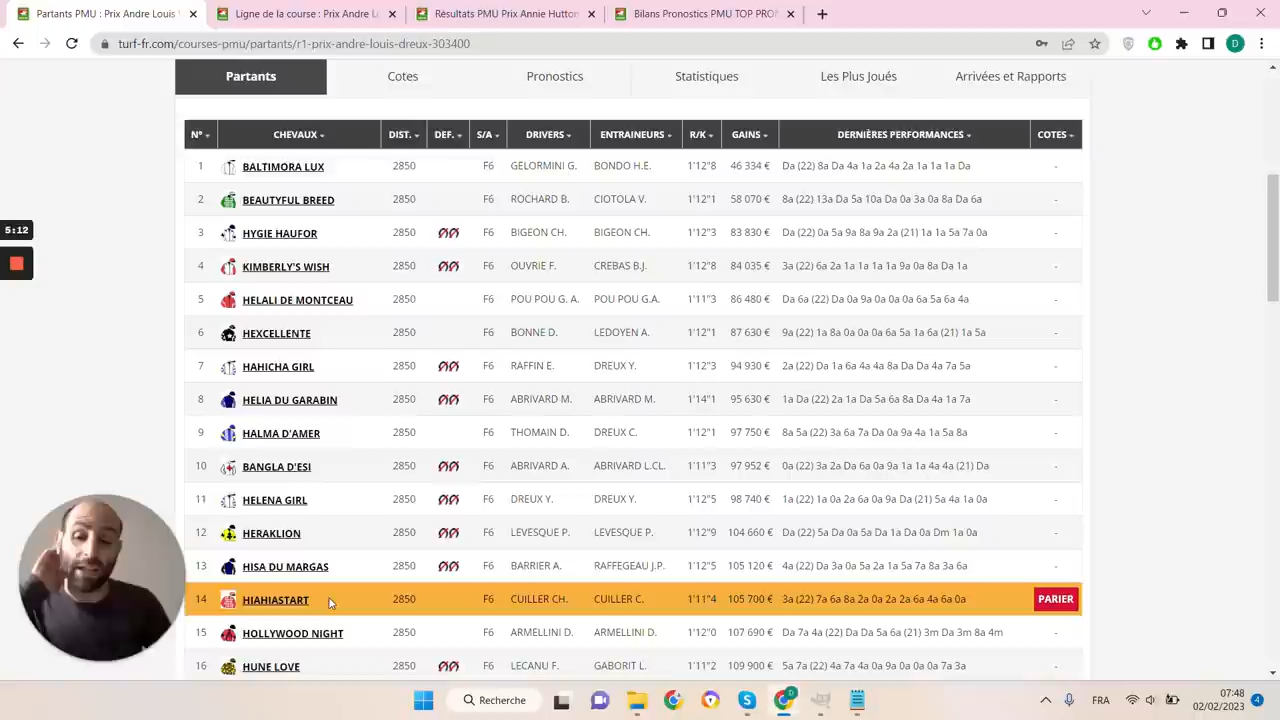 Partants PMU : Prix Andre-Louis
Ligne de la course : Prix Andre L
Résultats PMU Prix Andre Hutton
Bilans Pronostics PMU TOP PRO
turf-fr.com/courses-pmu/partants/r1-prix-andre-louis-dreux-303400
D
Partants Cotes Pronostics Statistiques Les Plus Joués Arrivées et Rapports
N° CHEVAUX DIST. DEF. S/A DRIVERS ENTRAINEURS R/K GAINS DERNIÈRES PERFORMANCES COTES
1 BALTIMORA LUX 2850 F6 GELORMINI G. BONDO H.E. 1'12"8 46 334 € Da (22) 8a Da 4a 1a 2a 4a 2a 1a 1a 1a Da -
2 BEAUTYFUL BREED 2850 F6 ROCHARD B. CIOTOLA V. 1'12"1 58 070 € 8a (22) 13a Da 5a 10a Da 0a 3a 0a 8a Da 6a -
3 HYGIE HAUFOR 2850 F6 BIGEON CH. BIGEON CH. 1'12"3 83 830 € Da (22) 0a 5a 9a 8a 9a 2a (21) 1a 1a 5a 7a 0a -
4 KIMBERLY'S WISH 2850 F6 OUVRIE F. CREBAS B.J. 1'12"8 84 035 € 3a (22) 6a 2a 1a 1a 1a 1a 9a 0a 8a Da 1a -
5 HELALI DE MONTCEAU 2850 F6 POU POU G. A. POU POU G.A. 1'11"3 86 480 € Da 6a (22) Da 0a 9a 0a 0a 0a 6a 5a 6a 4a -
6 HEXCELLENTE 2850 F6 BONNE D. LEDOYEN A. 1'12"1 87 630 € 9a (22) 1a 8a 0a 0a 0a 6a 5a 1a 6a (21) 1a 5a -
7 HAHICHA GIRL 2850 F6 RAFFIN E. DREUX Y. 1'12"3 94 930 € 2a (22) Da 1a 6a 4a 4a 8a Da Da 4a 7a 5a -
8 HELIA DU GARABIN 2850 F6 ABRIVARD M. ABRIVARD M. 1'14"1 95 630 € 1a Da (22) 2a 1a Da 5a 6a 8a Da 4a 1a 7a -
9 HALMA D'AMER 2850 F6 THOMAIN D. DREUX C. 1'12"1 97 750 € 8a 5a (22) 3a 6a 7a Da 0a 9a 4a 1a 5a 8a -
10 BANGLA D'ESI 2850 F6 ABRIVARD A. ABRIVARD L.CL. 1'11"3 97 952 € 0a (22) 3a 2a Da 6a 0a 9a 1a 1a 4a 4a (21) Da -
11 HELENA GIRL 2850 F6 DREUX Y. DREUX Y. 1'12"5 98 740 € 1a (22) 1a 0a 2a 6a 0a 9a Da (21) 5a 4a 1a 0a -
12 HERAKLION 2850 F6 LEVESQUE P. LEVESQUE P. 1'12"9 104 660 € Da (22) 5a Da 0a 5a Da 1a Da 0a Dm 1a 0a -
13 HISA DU MARGAS 2850 F6 BARRIER A. RAFFEGEAU J.P. 1'12"5 105 120 € 4a (22) Da 3a 0a 5a 2a 1a 5a 7a 8a 3a 6a -
14 HIAHIASTART 2850 F6 CUILLER CH. CUILLER C. 1'11"4 105 700 € 3a (22) 7a 6a 8a 2a 0a 2a 2a 6a 4a 6a 0a PARIER
15 HOLLYWOOD NIGHT 2850 F6 ARMELLINI D. ARMELLINI D. 1'12"0 107 690 € Da 7a 4a (22) Da Da 5a 6a (21) 3m Da 3m 8a 4m -
16 HUNE LOVE 2850 F6 LECANU F. GABORIT L. 1'11"2 109 900 € 5a 7a (22) 4a 7a 4a 0a 9a 0a 0a 8a 7a 3a -
5:12
Recherche
D
FRA
07:48
02/02/2023
4